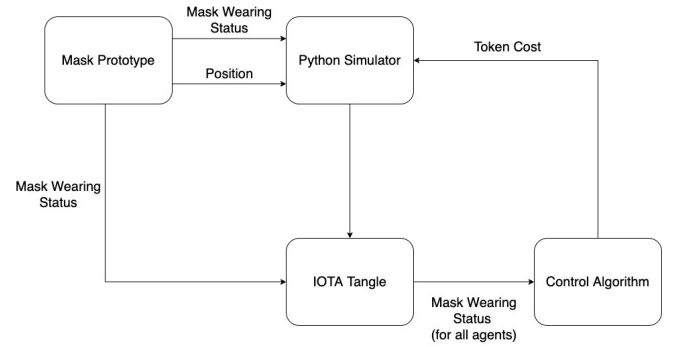 Mask Wearing
Status
Mask Prototype
Python Simulator
Token Cost
Position
Mask Wearing
Status
IOTA Tangle
Control Algorithm
Mask Wearing
Status
(for all agents)